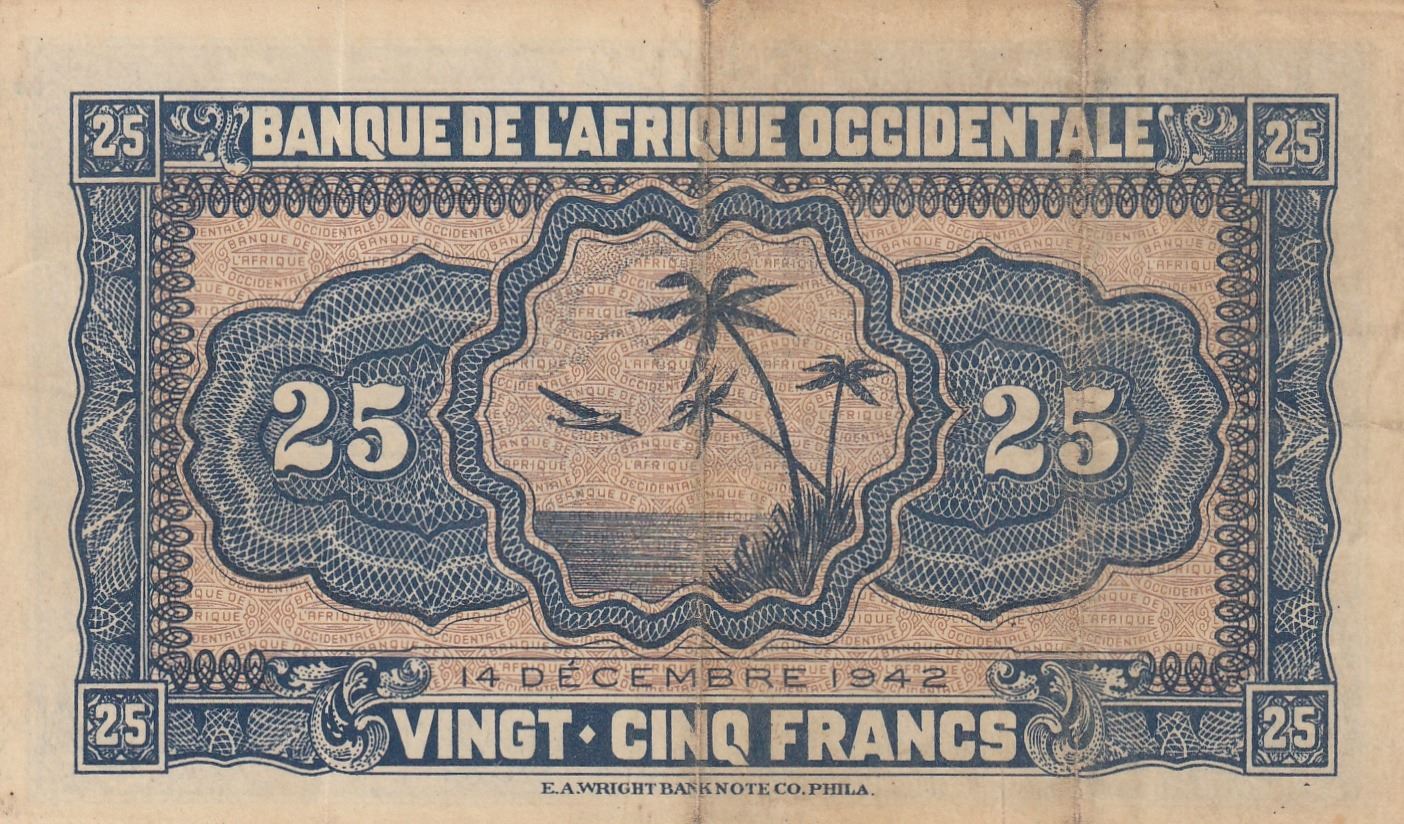 25 BANQUE DE L'AFRIQUE OCCIDENTALE 25
25 25
14 DÉCEMBRE 1942
25 VINGT·CINQ FRANCS 25
E.A.WRIGHT BANK NOTE CO. PHILA.